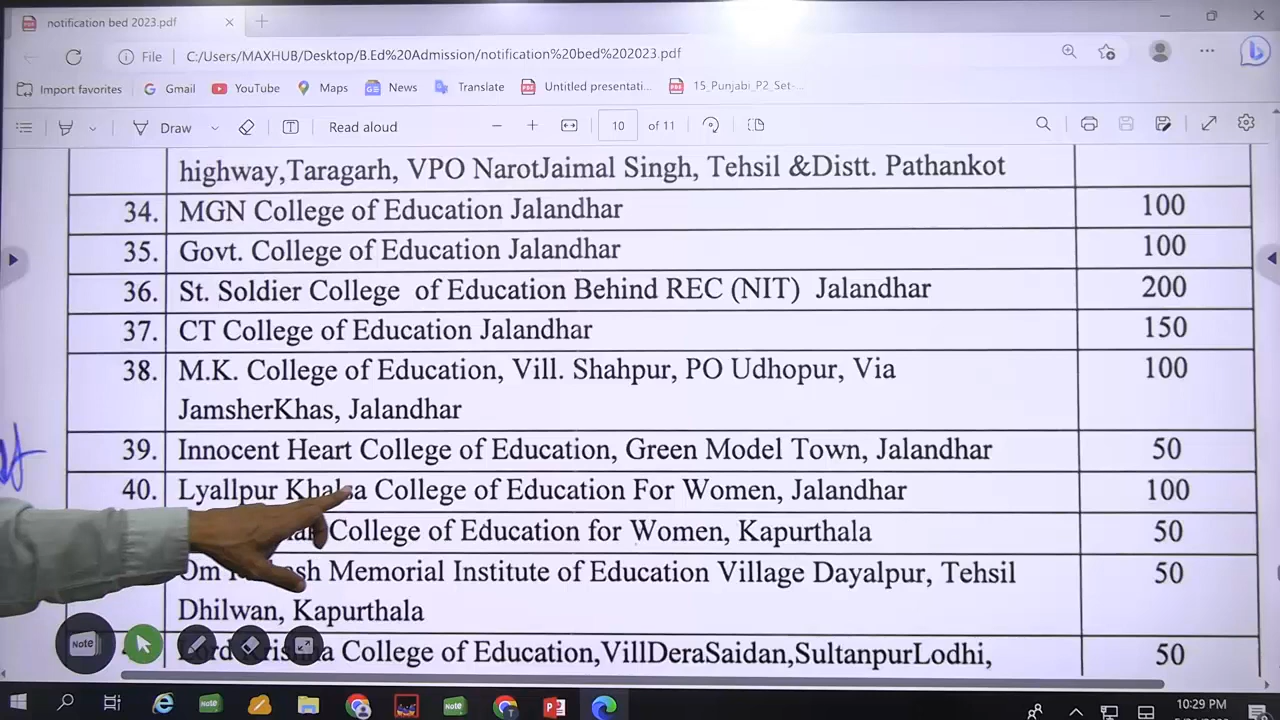 notification bed 2023.pdf
File C:/Users/MAXHUB/Desktop/B.Ed%20Admission/notification%20bed%202023.pdf
Import favorites Gmail YouTube Maps News Translate Untitled presentati... 15_Punjabi_P2_Set-...
Draw Read aloud 10 of 11
highway,Taragarh, VPO NarotJaimal Singh, Tehsil &Distt. Pathankot
34. MGN College of Education Jalandhar 100
35. Govt. College of Education Jalandhar 100
36. St. Soldier College of Education Behind REC (NIT) Jalandhar 200
37. CT College of Education Jalandhar 150
38. M.K. College of Education, Vill. Shahpur, PO Udhopur, Via 100
JamsherKhas, Jalandhar
39. Innocent Heart College of Education, Green Model Town, Jalandhar 50
40. Lyallpur Khalsa College of Education For Women, Jalandhar 100
College of Education for Women, Kapurthala 50
Om Memorial Institute of Education Village Dayalpur, Tehsil 50
Dhilwan, Kapurthala
Note
Lord Krishna College of Education,VillDeraSaidan,SultanpurLodhi, 50
Note Note
10:29 PM